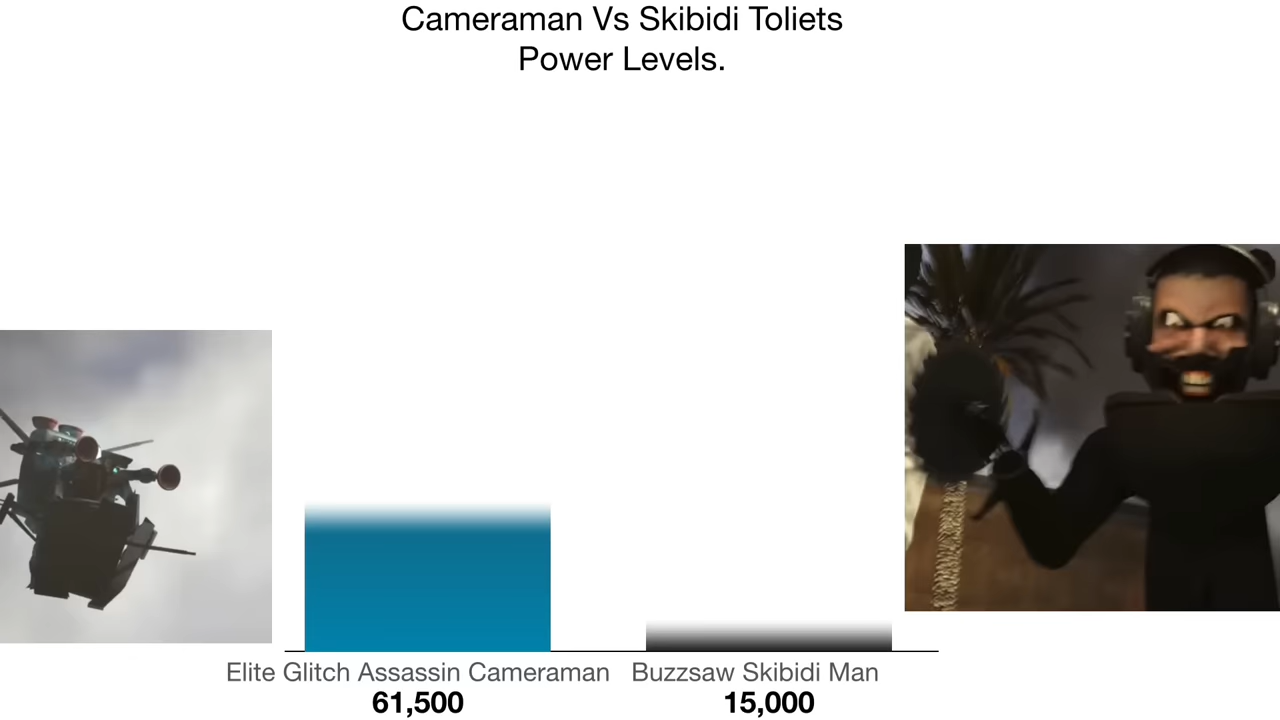 Cameraman Vs Skibidi Toliets
Power Levels.
Elite Glitch Assassin Cameraman
61,500
Buzzsaw Skibidi Man
15,000